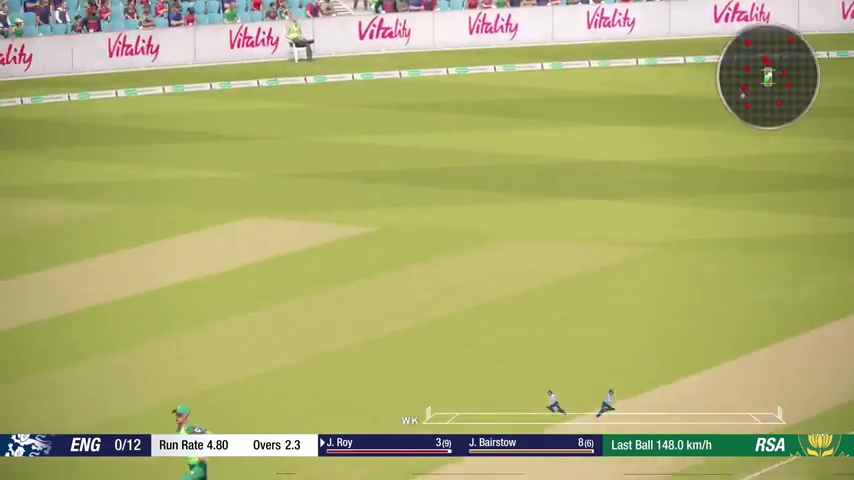 Vitality Vitality Vitality Vitality Vitality Vitality Vitality
WK
ENG 0/12 Run Rate 4.80 Overs 2.3 J. Roy 3(9) J. Bairstow 8(6) Last Ball 148.0 km/h RSA